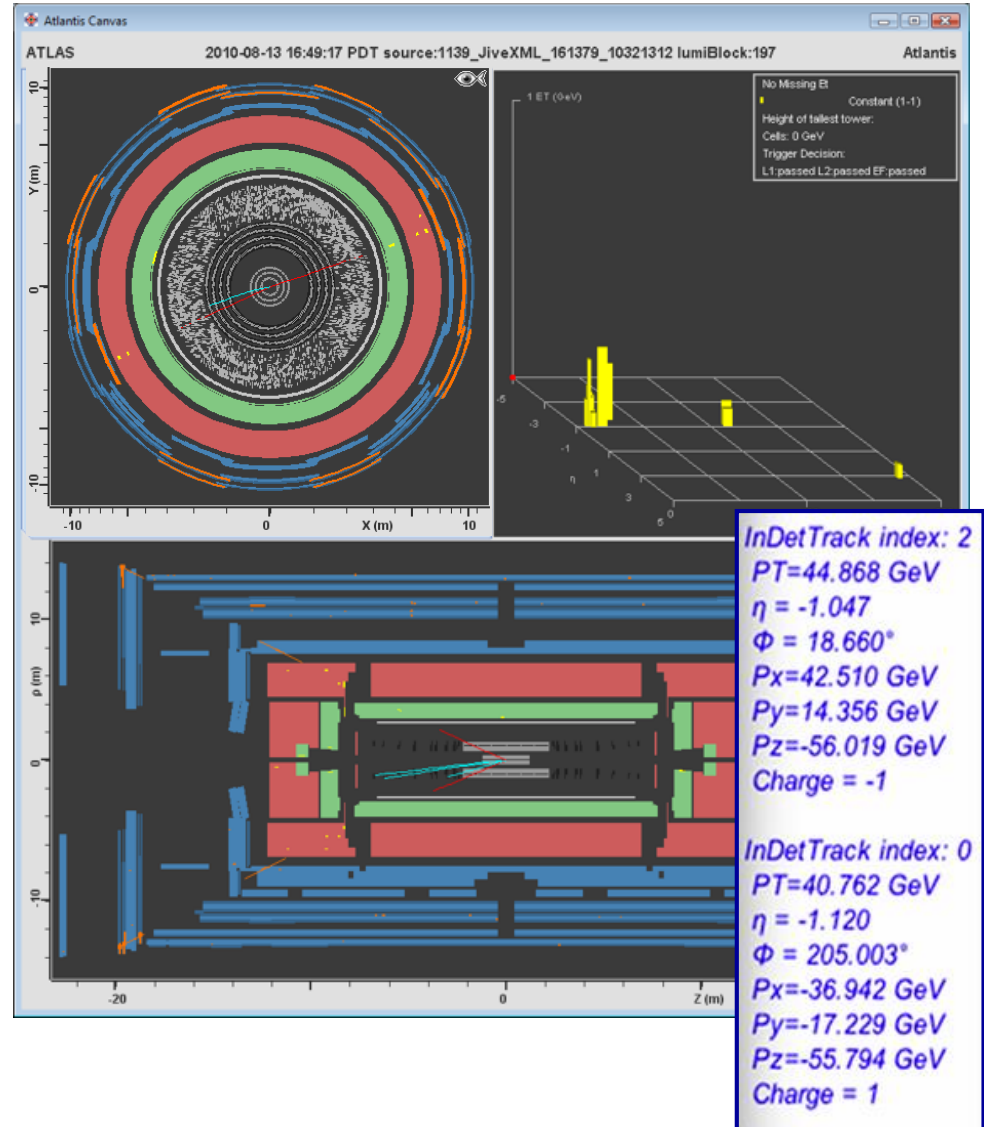 Atlantis Canvas
ATLAS 2010-08-13 16:49:17 PDT source:1139_JiveXML_161379_10321312 lumiBlock:197 Atlantis
10
Y (m)
0
-10
-10 0 X (m) 10
1 ET (GeV)
No Missing Et
Constant (1-1)
Height of tallest tower:
Cells: 0 GeV
Trigger Decision:
L1:passed L2:passed EF:passed
-5
-3
-1
η 1
3
5 0
10
ρ (m)
0
-10
-20 0 Z (m)
InDetTrack index: 2
PT=44.868 GeV
η = -1.047
Φ = 18.660°
Px=42.510 GeV
Py=14.356 GeV
Pz=-56.019 GeV
Charge = -1
InDetTrack index: 0
PT=40.762 GeV
η = -1.120
Φ = 205.003°
Px=-36.942 GeV
Py=-17.229 GeV
Pz=-55.794 GeV
Charge = 1